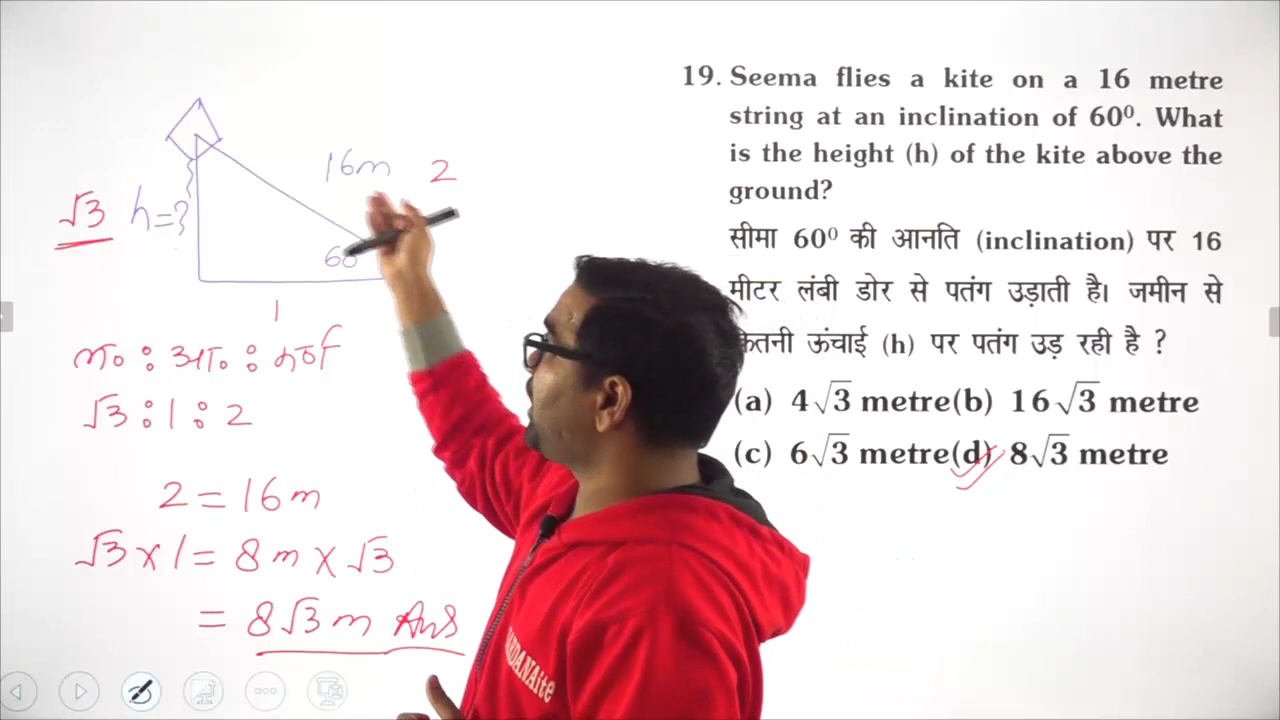 19. Seema flies a kite on a 16 metre
string at an inclination of 60⁰. What
is the height (h) of the kite above the
ground?
सीमा 60⁰ की आनति (inclination) पर 16
मीटर लंबी डोर से पतंग उड़ाती है। जमीन से
ऊंचाई (h) पर पतंग उड़ रही है ?
(a) 4√3 metre (b) 16√3 metre
(c) 6√3 metre (d) 8√3 metre
16m 2
√3 h=?
60
1
ल० : आ० : कर्ण
√3 : 1 : 2
2 = 16m
√3 × 1 = 8m × √3
= 8√3 m Ans